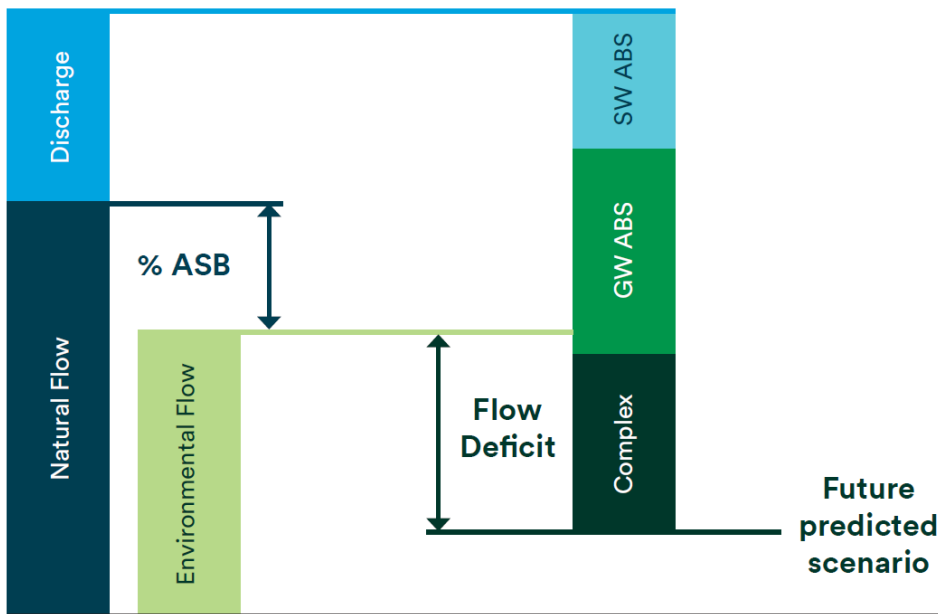 Discharge
Natural Flow
% ASB
Environmental Flow
Flow
Deficit
SW ABS
GW ABS
Complex
Future
predicted
scenario